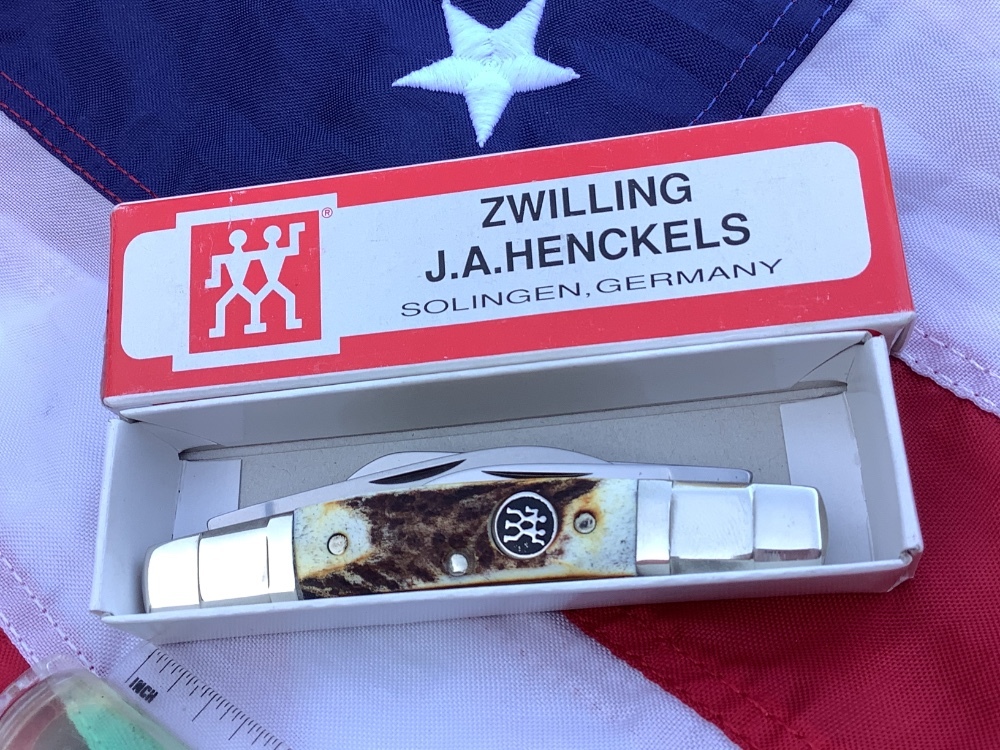 ®
ZWILLING
J.A.HENCKELS
SOLINGEN,GERMANY
INCH